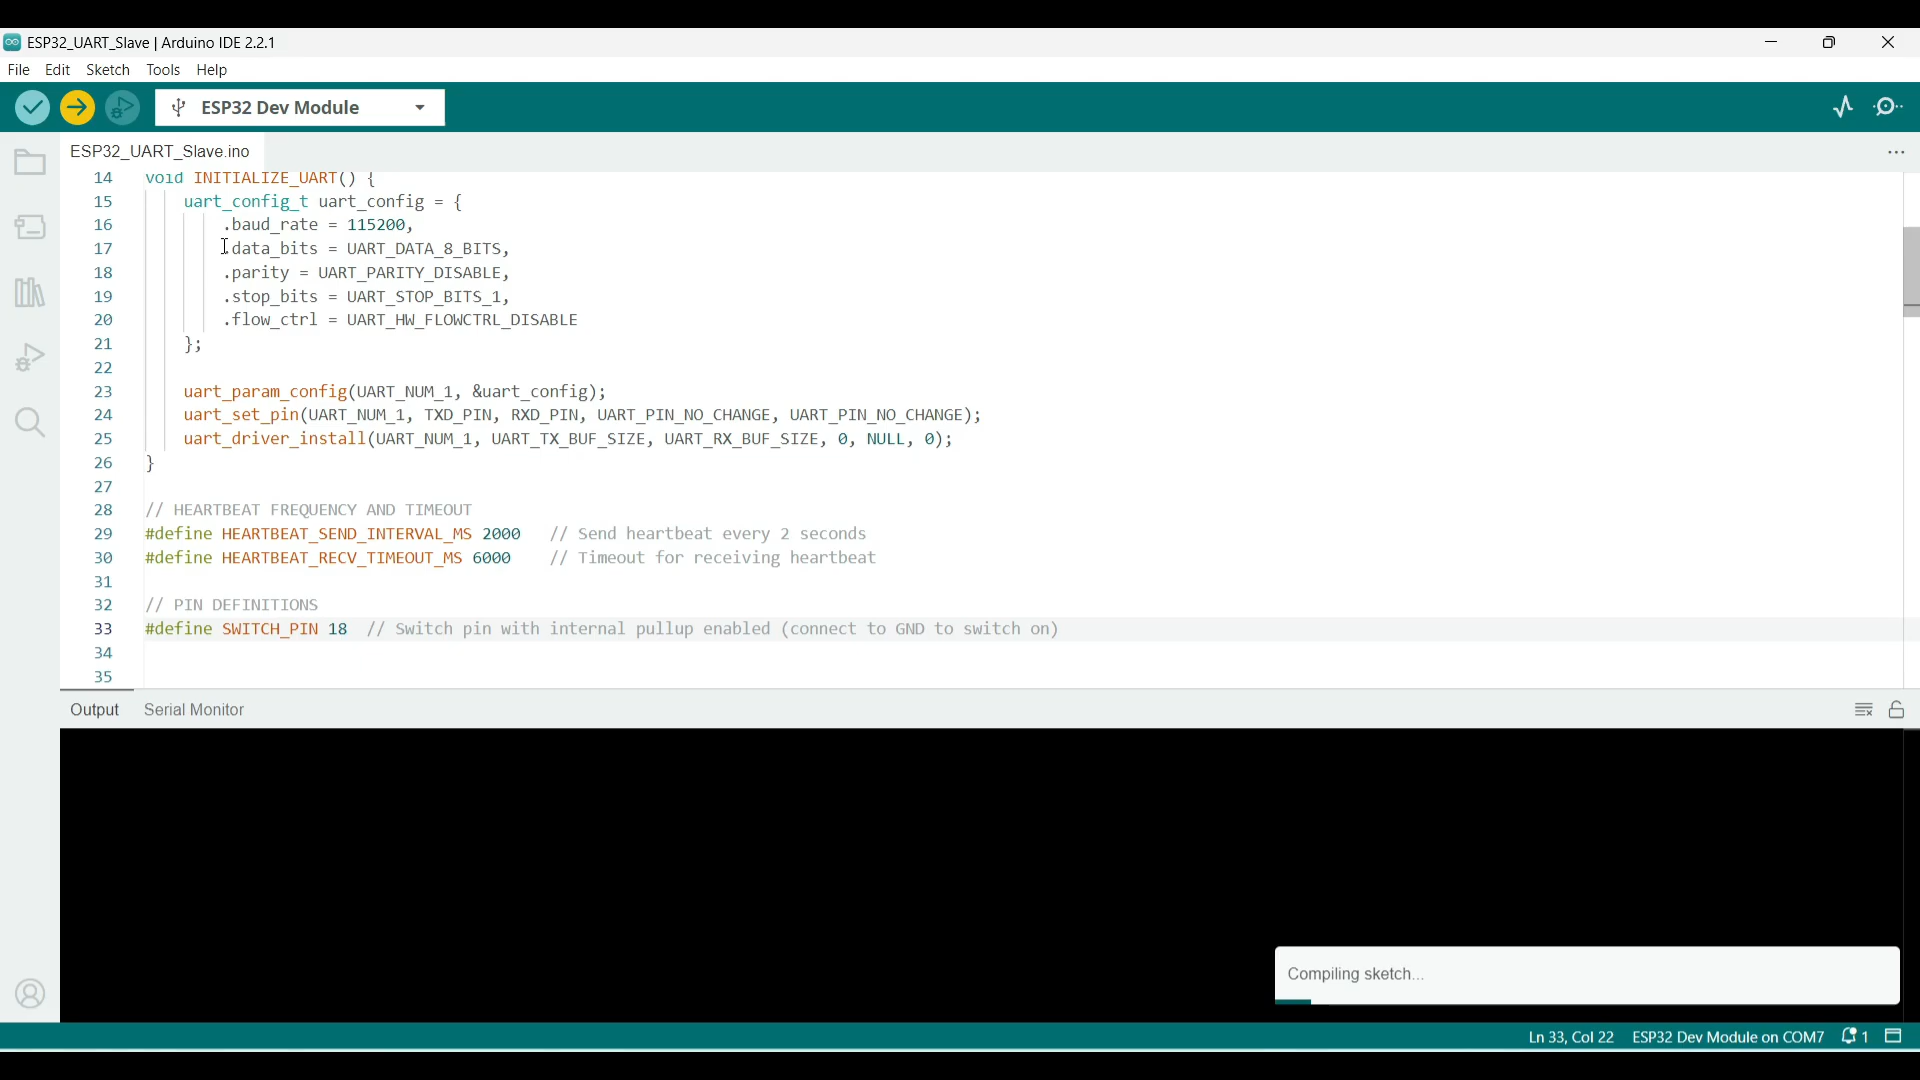 ESP32_UART_Slave | Arduino IDE 2.2.1
File Edit Sketch Tools Help
ESP32 Dev Module
ESP32_UART_Slave.ino
14 void INITIALIZE_UART() {
15 uart_config_t uart_config = {
16 .baud_rate = 115200,
17 .data_bits = UART_DATA_8_BITS,
18 .parity = UART_PARITY_DISABLE,
19 .stop_bits = UART_STOP_BITS_1,
20 .flow_ctrl = UART_HW_FLOWCTRL_DISABLE
21 };
22
23 uart_param_config(UART_NUM_1, &uart_config);
24 uart_set_pin(UART_NUM_1, TXD_PIN, RXD_PIN, UART_PIN_NO_CHANGE, UART_PIN_NO_CHANGE);
25 uart_driver_install(UART_NUM_1, UART_TX_BUF_SIZE, UART_RX_BUF_SIZE, 0, NULL, 0);
26 }
27
28 // HEARTBEAT FREQUENCY AND TIMEOUT
29 #define HEARTBEAT_SEND_INTERVAL_MS 2000 // Send heartbeat every 2 seconds
30 #define HEARTBEAT_RECV_TIMEOUT_MS 6000 // Timeout for receiving heartbeat
31
32 // PIN DEFINITIONS
33 #define SWITCH_PIN 18 // Switch pin with internal pullup enabled (connect to GND to switch on)
34
35
Output Serial Monitor
Compiling sketch...
Ln 33, Col 22 ESP32 Dev Module on COM7 1